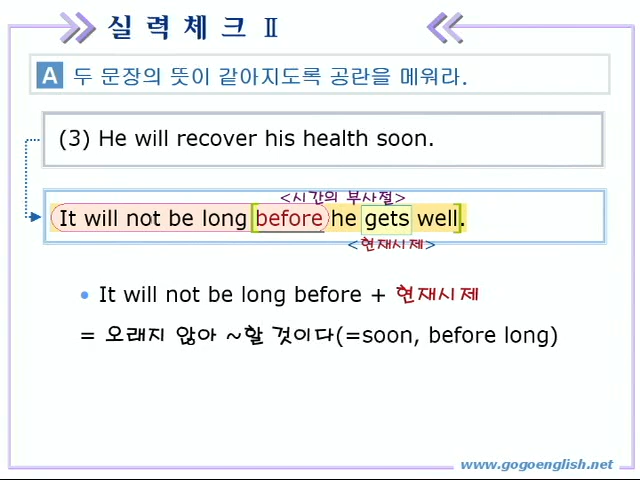 실력체크 Ⅱ
A 두 문장의 뜻이 같아지도록 공란을 메워라.
(3) He will recover his health soon.
<시간의 부사절>
It will not be long [before he gets well].
<현재시제>
• It will not be long before + 현재시제
= 오래지 않아 ~할 것이다(=soon, before long)
www.gogoenglish.net